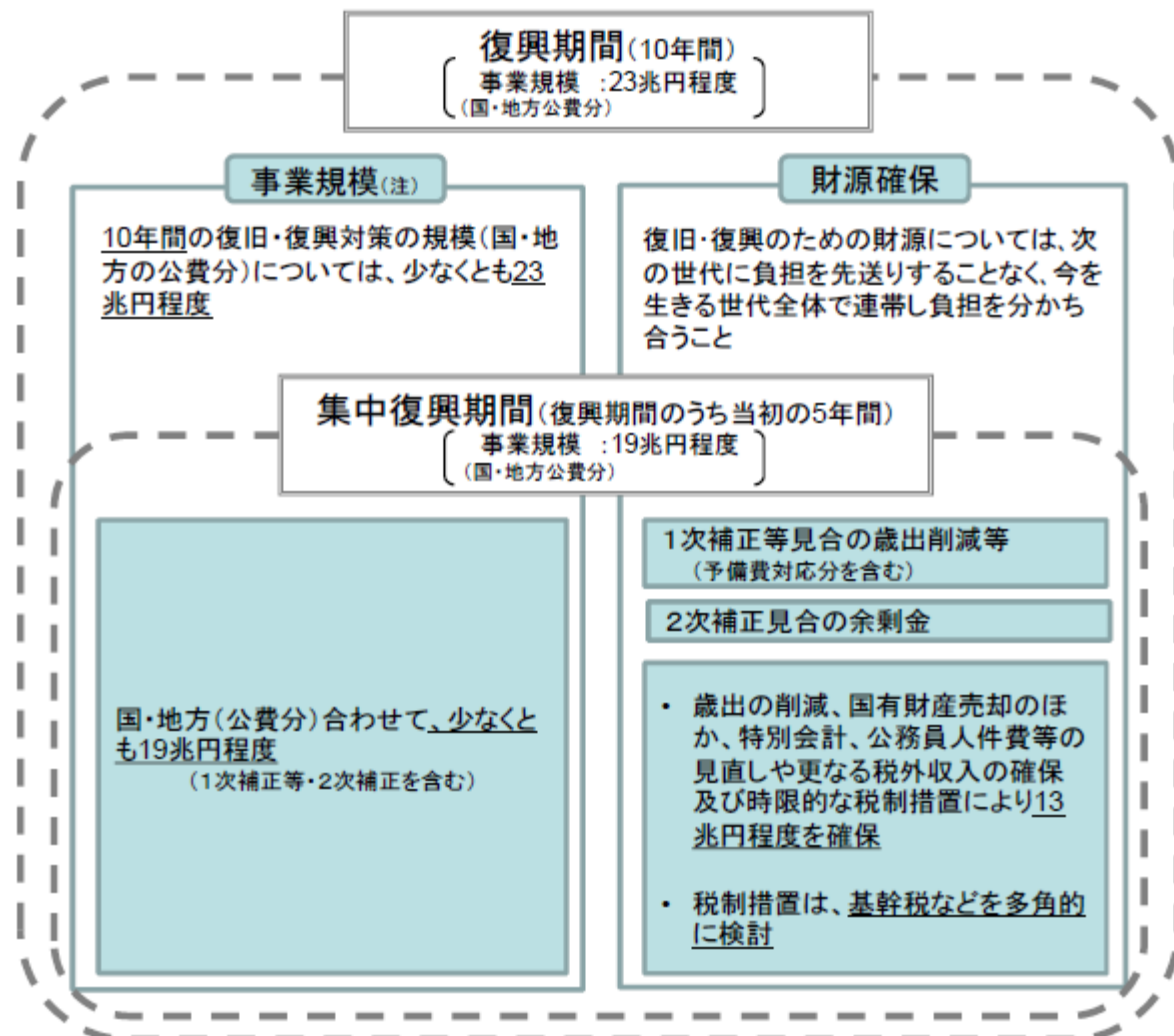 復興期間(10年間)
事業規模 :23兆円程度
(国・地方公費分)
事業規模(注)
10年間の復旧・復興対策の規模(国・地
方の公費分)については、少なくとも23
兆円程度
財源確保
復旧・復興のための財源については、次
の世代に負担を先送りすることなく、今を
生きる世代全体で連帯し負担を分かち
合うこと
集中復興期間(復興期間のうち当初の5年間)
事業規模 :19兆円程度
(国・地方公費分)
国・地方(公費分)合わせて、少なくと
も19兆円程度
(1次補正等・2次補正を含む)
1次補正等見合の歳出削減等
(予備費対応分を含む)
2次補正見合の余剰金
・ 歳出の削減、国有財産売却のほ
か、特別会計、公務員人件費等の
見直しや更なる税外収入の確保
及び時限的な税制措置により13
兆円程度を確保
・ 税制措置は、基幹税などを多角的
に検討